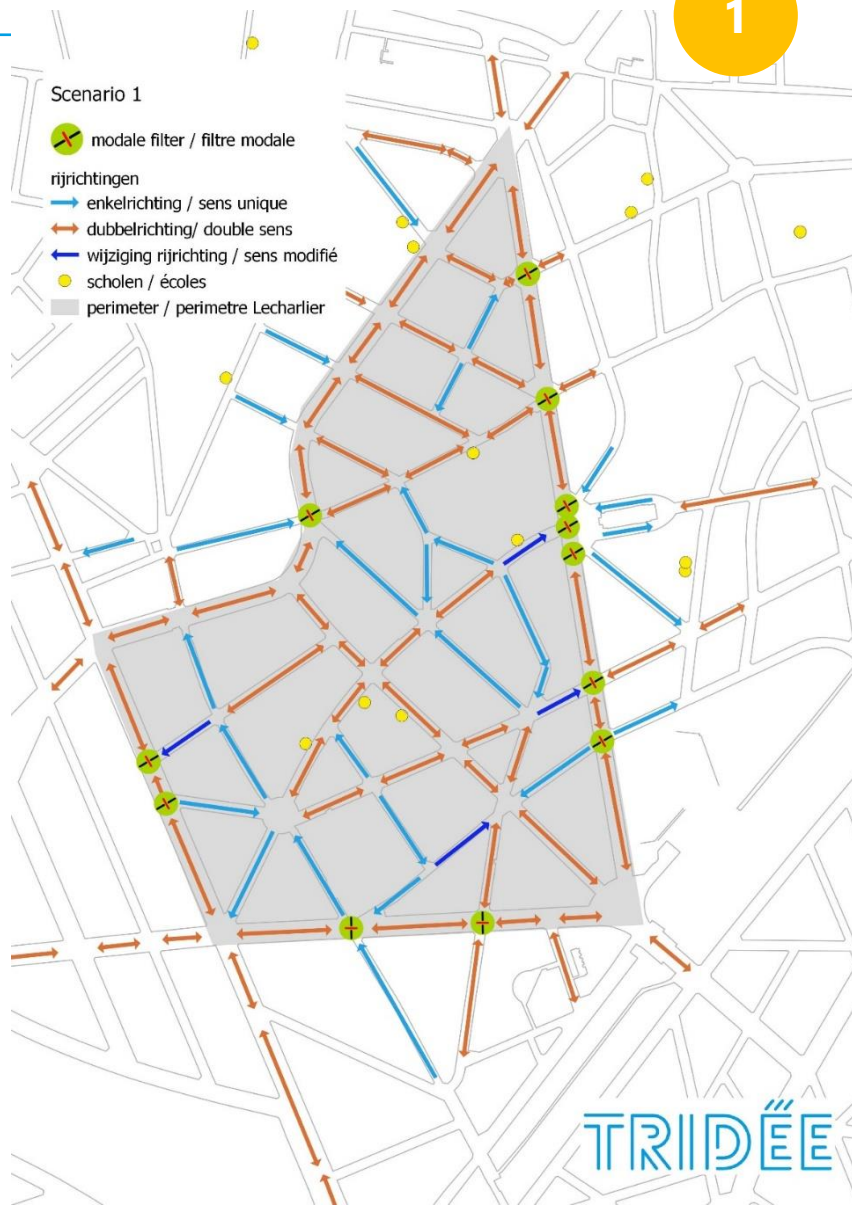 1
Scenario 1
modale filter / filtre modale
rijrichtingen
enkelrichting / sens unique
dubbelrichting/ double sens
wijziging rijrichting / sens modifié
scholen / écoles
perimeter / perimetre Lecharlier
TRIDËE